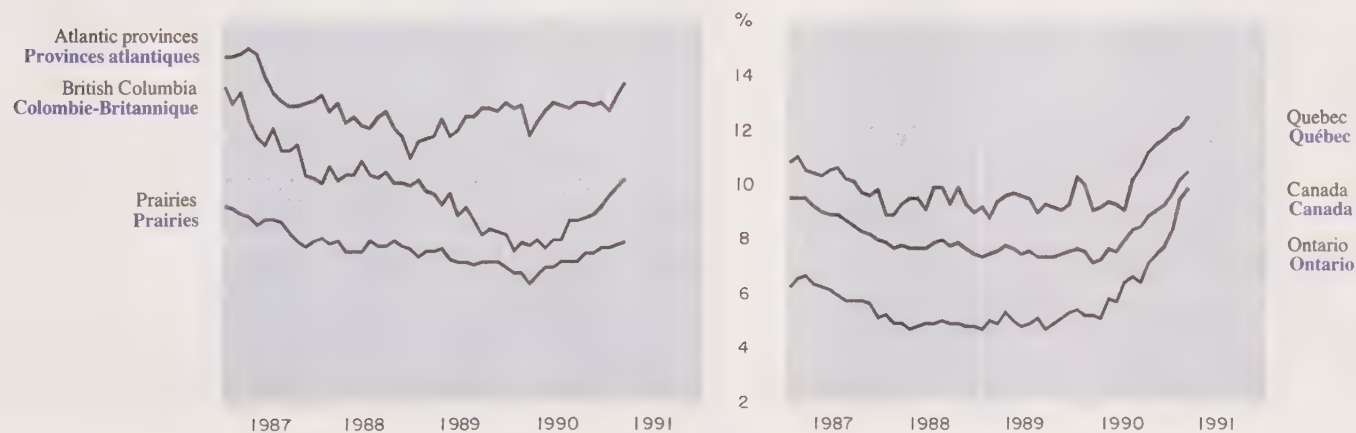 Atlantic provinces
Provinces atlantiques
British Columbia
Colombie-Britannique
Prairies
Prairies
1987 1988 1989 1990 1991
%
14
12
10
8
6
4
2
Quebec
Québec
Canada
Canada
Ontario
Ontario
1987 1988 1989 1990 1991